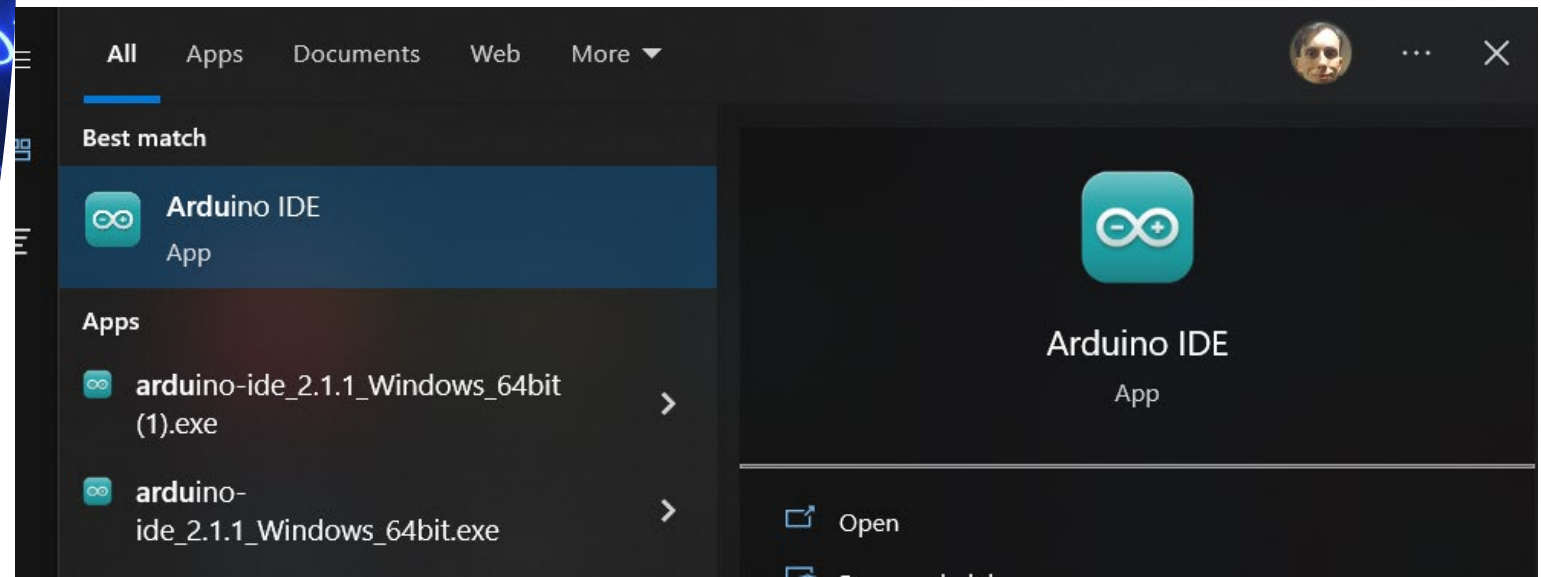 All Apps Documents Web More
Best match
Arduino IDE
App
Apps
arduino-ide_2.1.1_Windows_64bit
(1).exe
arduino-
ide_2.1.1_Windows_64bit.exe
Arduino IDE
App
Open